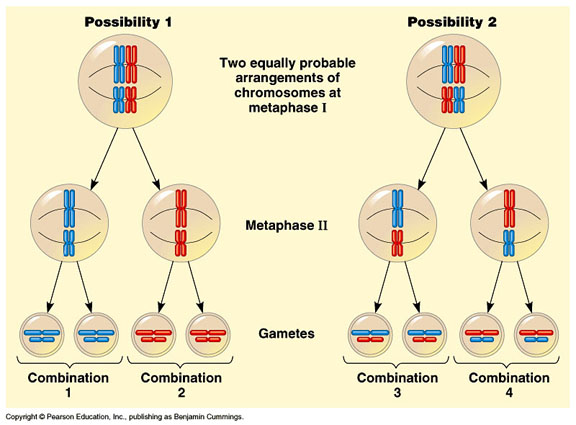 Possibility 1
Possibility 2
Two equally probable
arrangements of
chromosomes at
metaphase I
Metaphase II
Gametes
Combination
1
Combination
2
Combination
3
Combination
4
Copyright © Pearson Education, Inc., publishing as Benjamin Cummings.